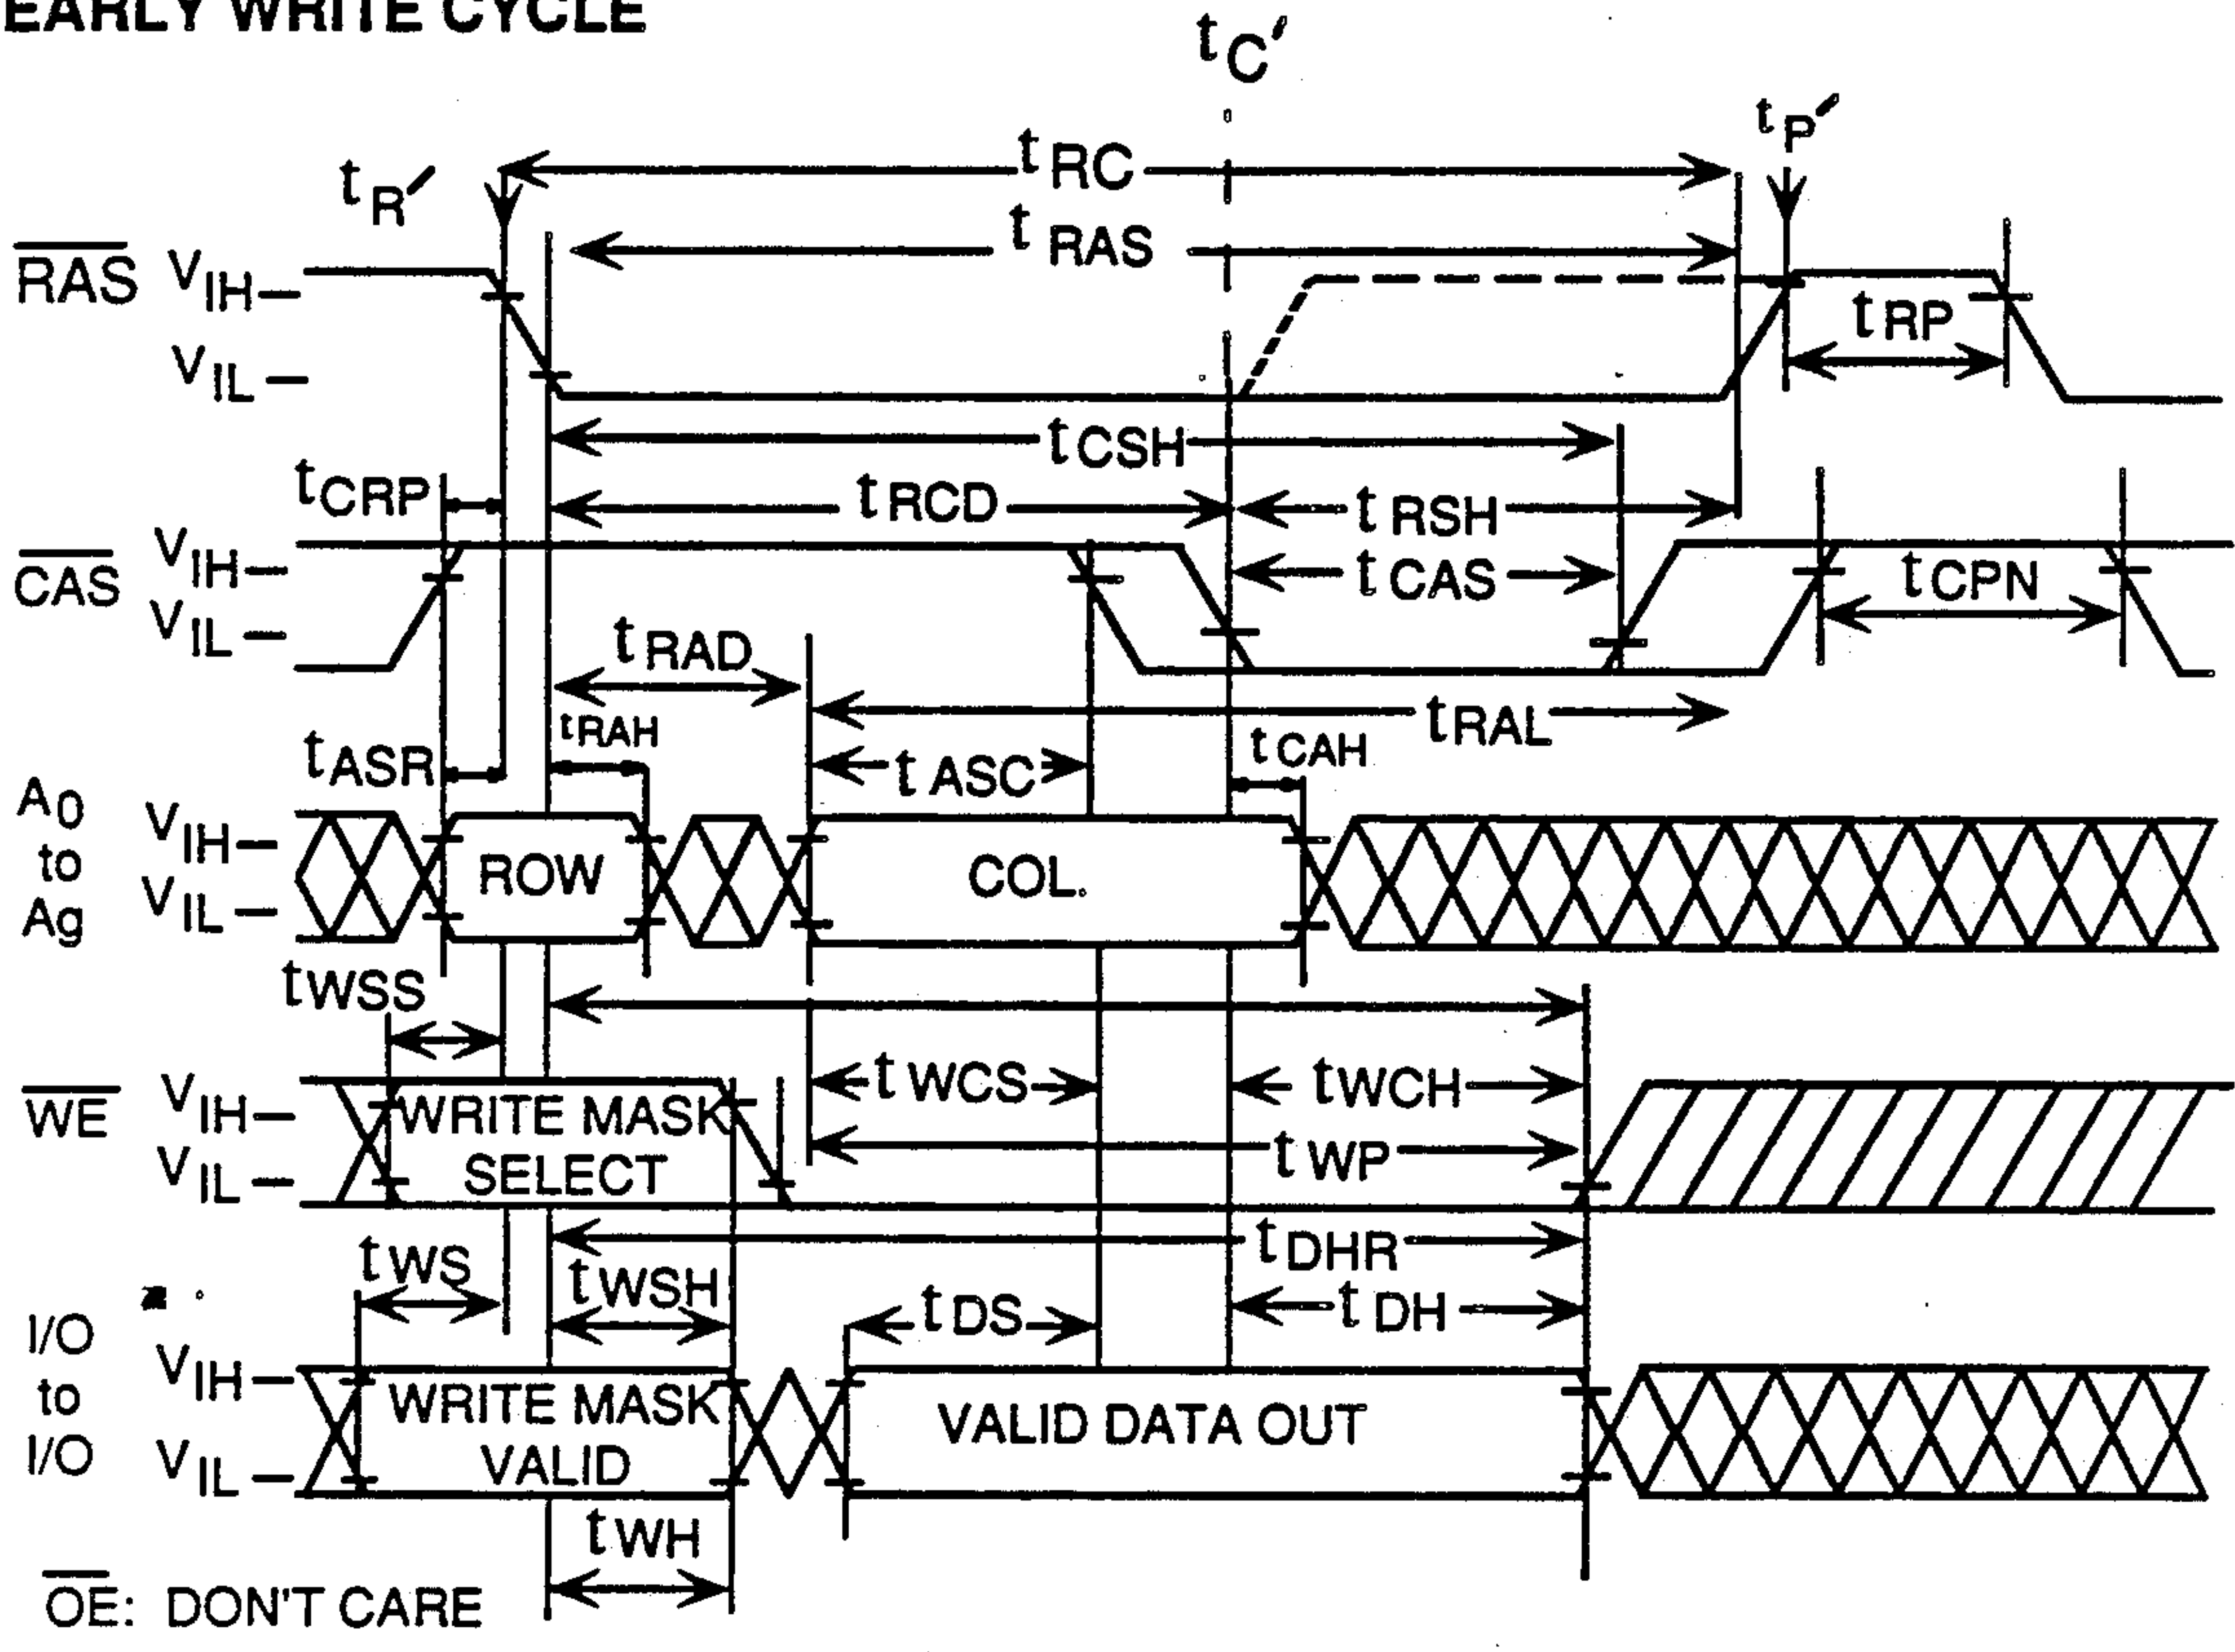 EARLY WRITE CYCLE
tC'
tP'
tRC
tR'
tRAS
RAS VIH
tRP
VIL
tCSH
tCRP
tRCD
tRSH
CAS VIH
tCAS
tCPN
VIL
tRAD
tRAH
tRAL
tASR
tASC
tCAH
A0 to Ag
VIH
VIL
ROW
COL.
tWSS
tWCS
tWCH
WE VIH
WRITE MASK
tWP
VIL
SELECT
tDHR
tWS
tWSH
tDS
tDH
I/O to I/O
VIH
WRITE MASK
VALID DATA OUT
VIL
VALID
tWH
OE: DON'T CARE